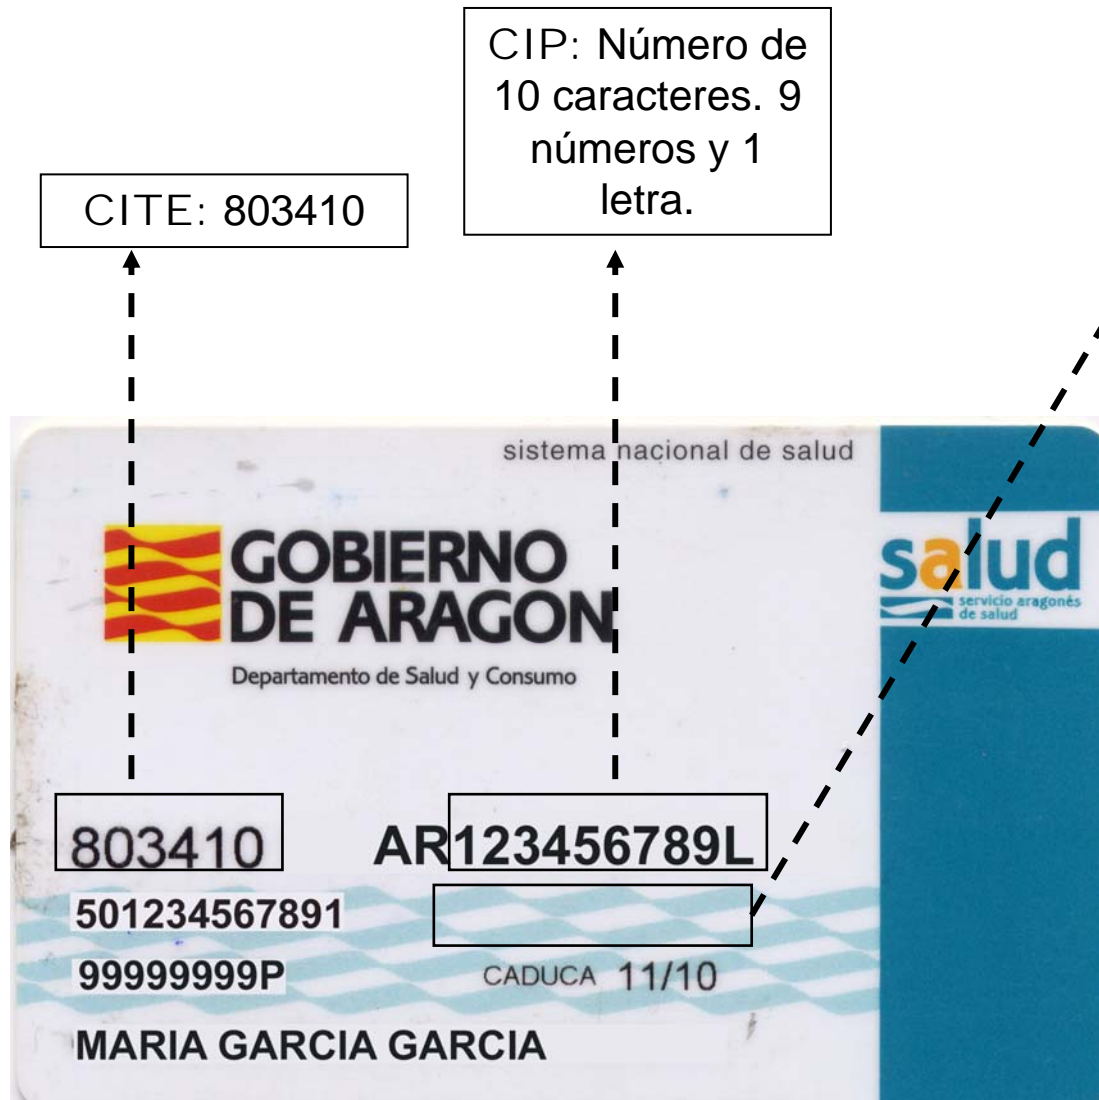 CIP: Número de
10 caracteres. 9
números y 1
letra.
CITE: 803410
sistema nacional de salud
GOBIERNO
DE ARAGON
Departamento de Salud y Consumo
salud
servicio aragonés
de salud
803410 AR123456789L
501234567891
99999999P CADUCA 11/10
MARIA GARCIA GARCIA